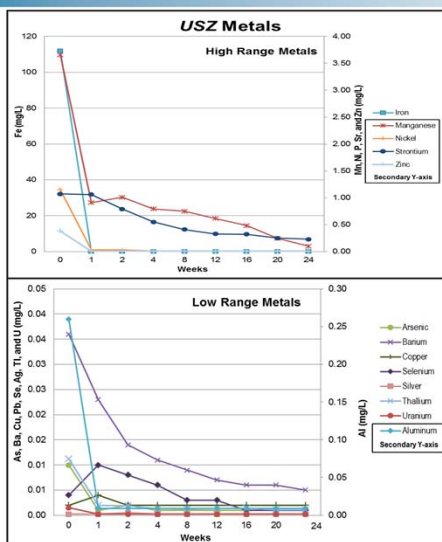 USZ Metals
High Range Metals
120
100
80
60
40
20
0
Fe (mg/L)
4.00
3.50
3.00
2.50
2.00
1.50
1.00
0.50
0.00
Mn, Ni, P, Sr, and Zn (mg/L)
Iron
Manganese
Nickel
Strontium
Zinc
Secondary Y-axis
0 1 2 4 8 12 16 20 24
Weeks
Low Range Metals
0.05
0.04
0.04
0.03
0.03
0.02
0.02
0.01
0.01
0.00
As, Ba, Cu, Pb, Se, Ag, Tl, and U (mg/L)
0.30
0.25
0.20
0.15
0.10
0.05
0.00
Al (mg/L)
Arsenic
Barium
Copper
Selenium
Silver
Thallium
Uranium
Aluminum
Secondary Y-axis
0 1 2 4 8 12 16 20 24
Weeks